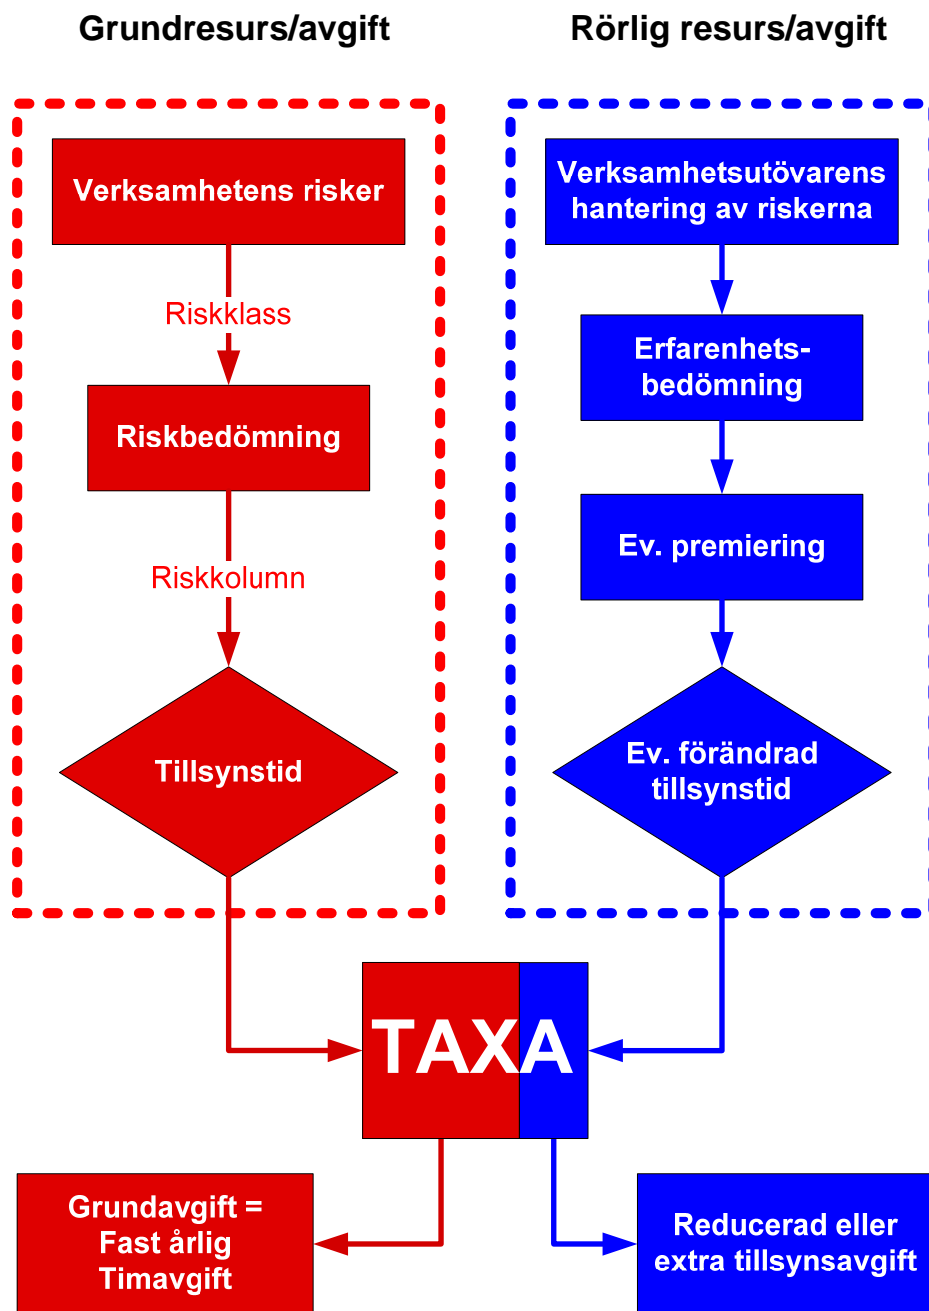 Grundresurs/avgift
Rörlig resurs/avgift
Verksamhetens risker
Riskklass
Riskbedömning
Riskkolumn
Tillsynstid
Verksamhetsutövarens
hantering av riskerna
Erfarenhets-
bedömning
Ev. premiering
Ev. förändrad
tillsynstid
TAXA
Grundavgift =
Fast årlig
Timavgift
Reducerad eller
extra tillsynsavgift